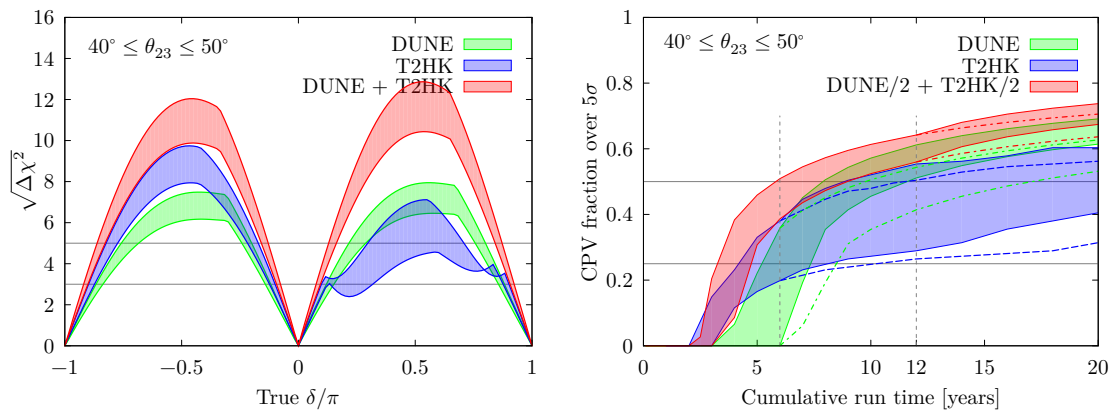 16
14
12
10
8
6
4
2
0
√Δχ²
40° ≤ θ₂₃ ≤ 50°
DUNE
T2HK
DUNE + T2HK
−1
−0.5
0
0.5
1
True δ/π
1
0.8
0.6
0.4
0.2
0
CPV fraction over 5σ
40° ≤ θ₂₃ ≤ 50°
DUNE
T2HK
DUNE/2 + T2HK/2
0
5
10
12
15
20
Cumulative run time [years]